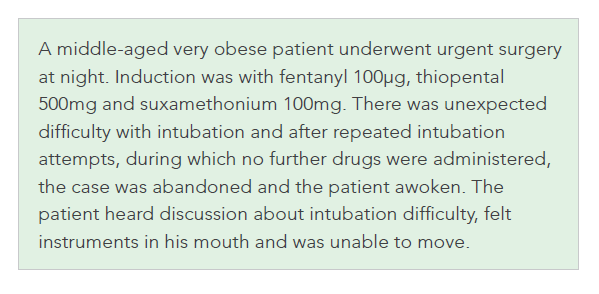 A middle-aged very obese patient underwent urgent surgery
at night. Induction was with fentanyl 100µg, thiopental
500mg and suxamethonium 100mg. There was unexpected
difficulty with intubation and after repeated intubation
attempts, during which no further drugs were administered,
the case was abandoned and the patient awoken. The
patient heard discussion about intubation difficulty, felt
instruments in his mouth and was unable to move.